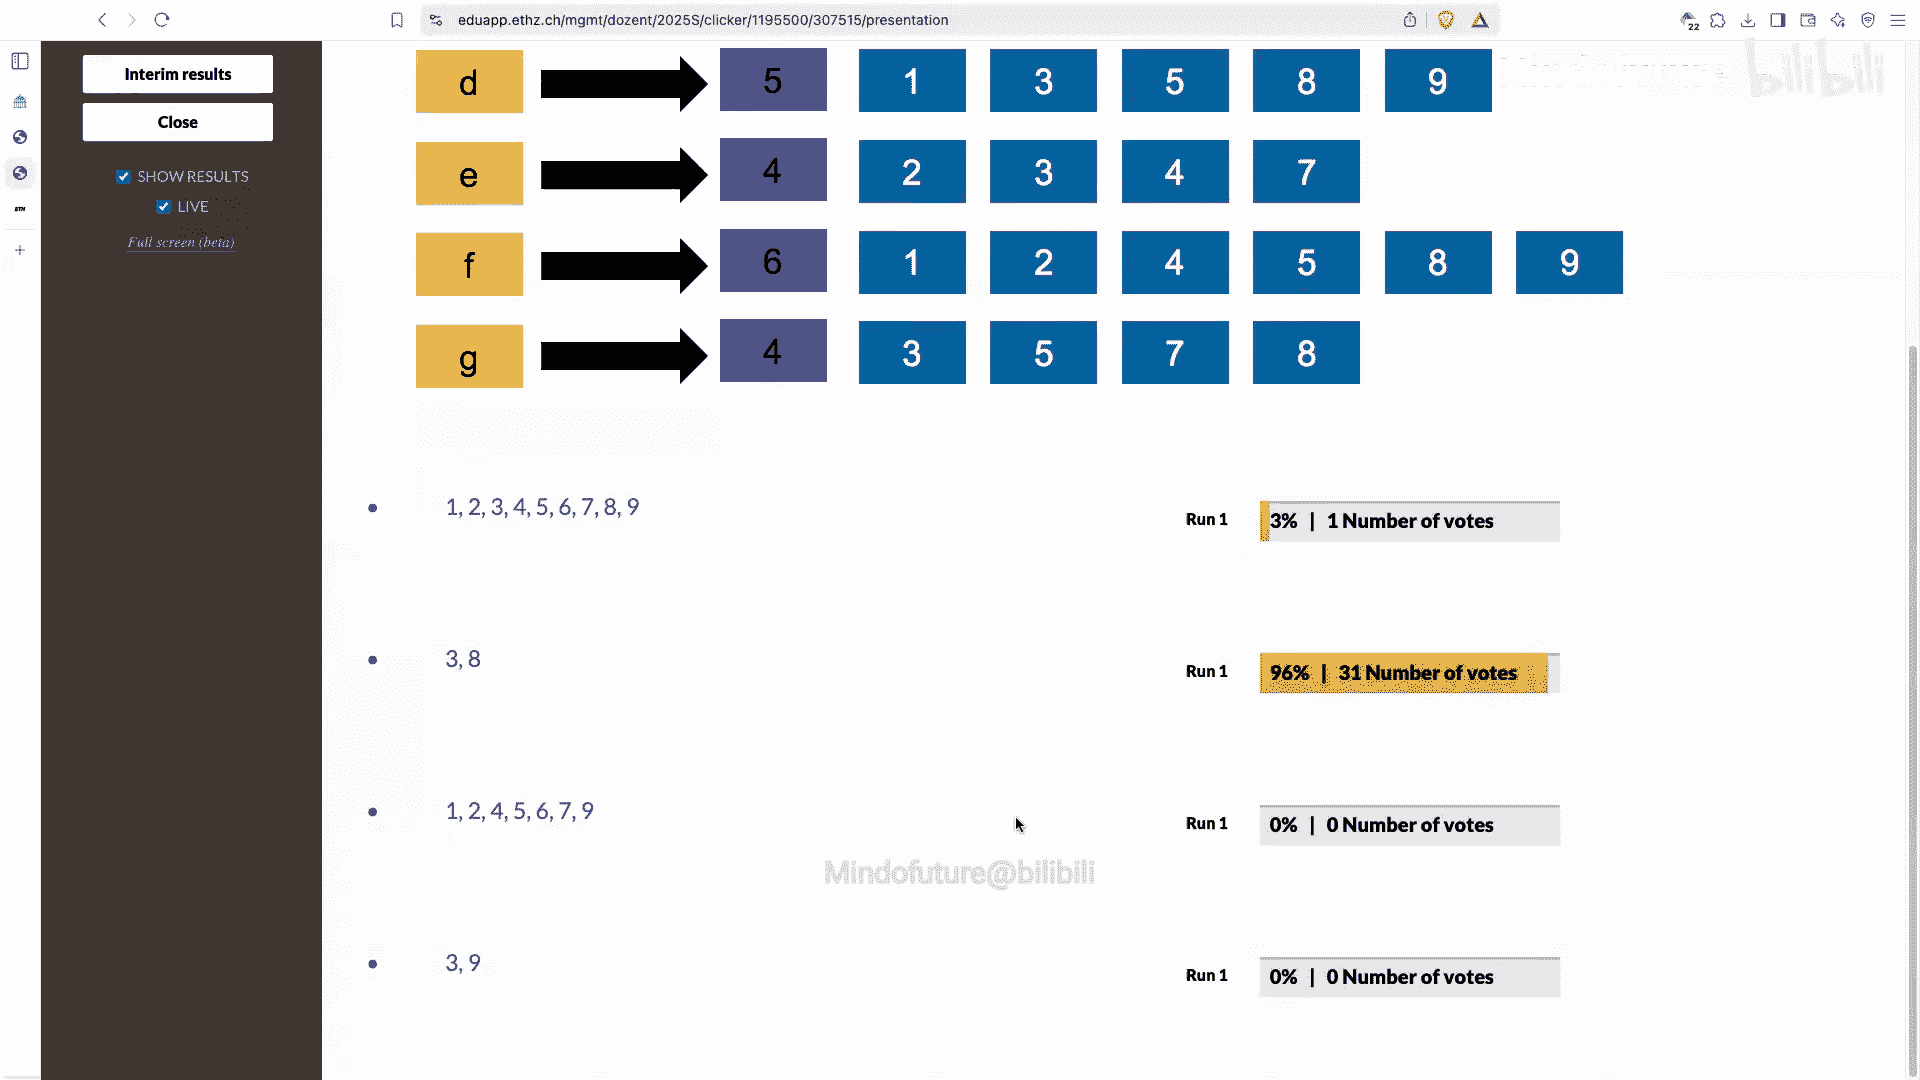 eduapp.ethz.ch/mgmt/dozent/2025S/clicker/1195500/307515/presentation
22
bilibili
Interim results
Close
SHOW RESULTS
LIVE
Full screen (beta)
ETH
d 5 1 3 5 8 9
e 4 2 3 4 7
f 6 1 2 4 5 8 9
g 4 3 5 7 8
1, 2, 3, 4, 5, 6, 7, 8, 9 Run 1 3% | 1 Number of votes
3, 8 Run 1 96% | 31 Number of votes
1, 2, 4, 5, 6, 7, 9 Run 1 0% | 0 Number of votes
Mindofuture@bilibili
3, 9 Run 1 0% | 0 Number of votes